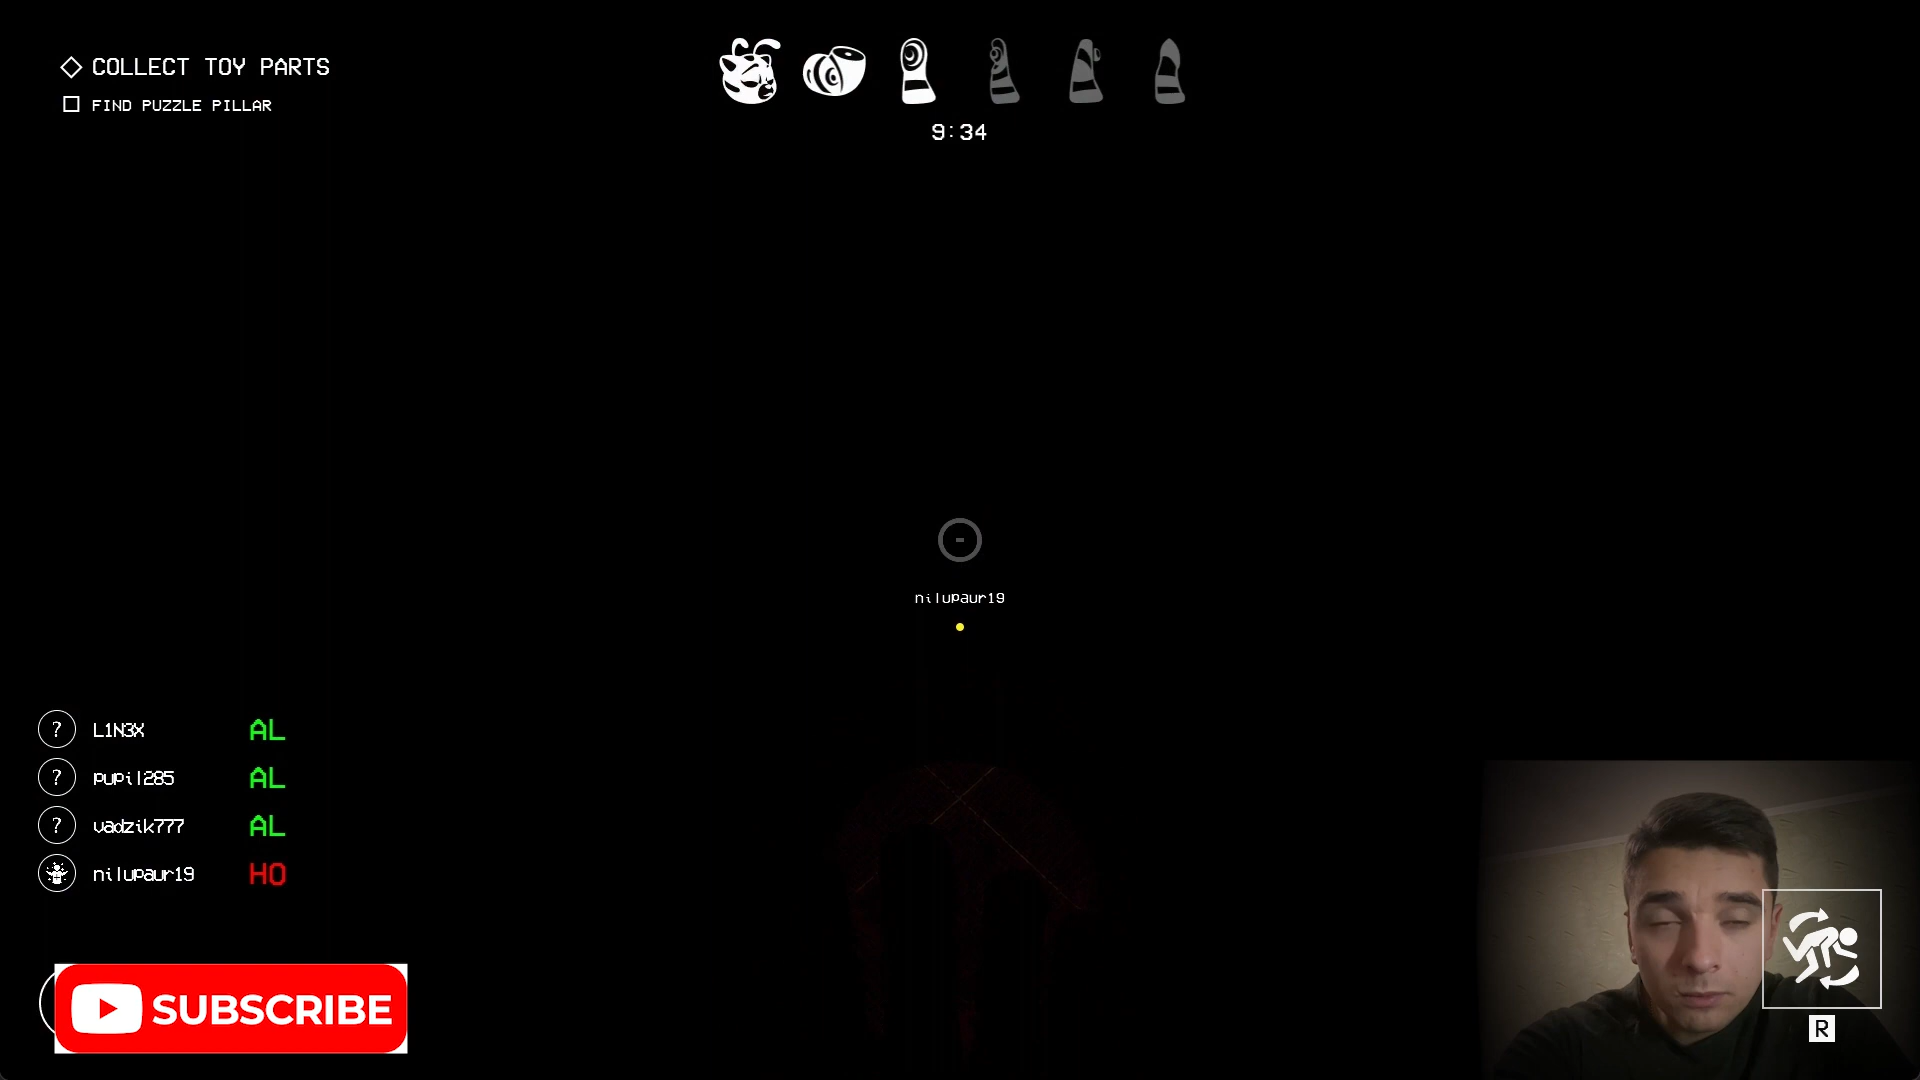 COLLECT TOY PARTS
FIND PUZZLE PILLAR
9:34
nilupaur19
? L1N3X AL
? pupil285 AL
? vadzik777 AL
nilupaur19 HO
SUBSCRIBE
R